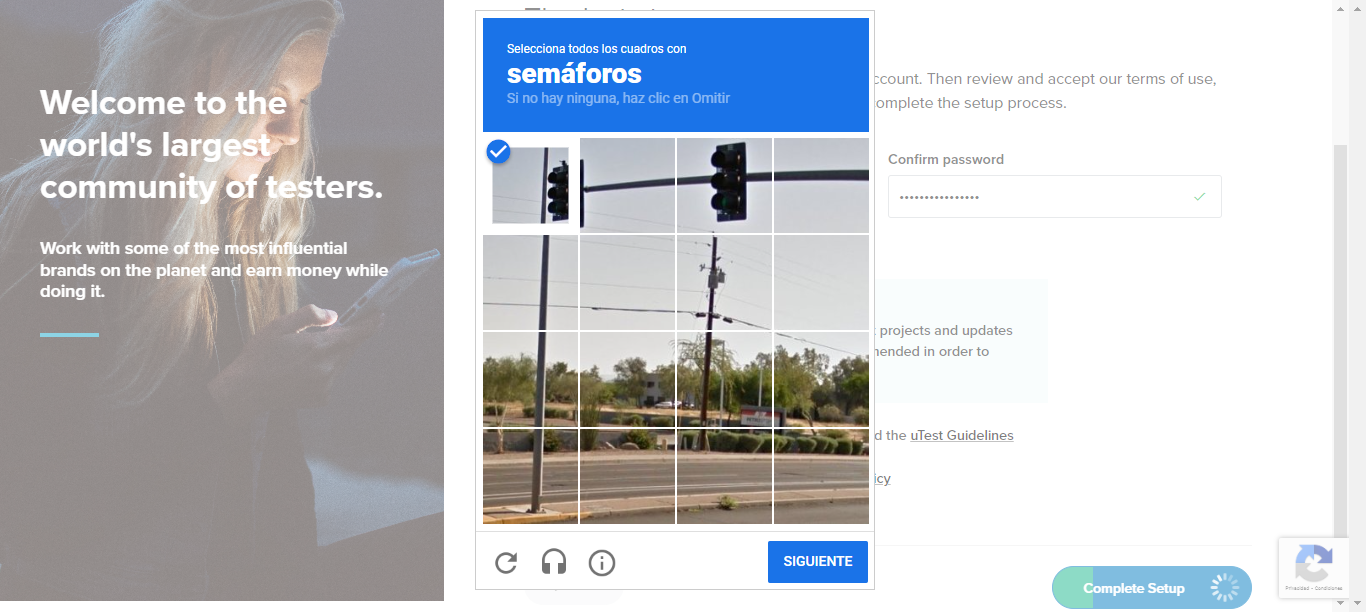 Welcome to the
world's largest
community of testers.
Work with some of the most influential
brands on the planet and earn money while
doing it.
Selecciona todos los cuadros con
semáforos
Si no hay ninguna, haz clic en Omitir
SIGUIENTE
ccount. Then review and accept our terms of use,
complete the setup process.
Confirm password
••••••••••••••••
projects and updates
mended in order to
d the uTest Guidelines
icy
Complete Setup
Privacidad - Condiciones